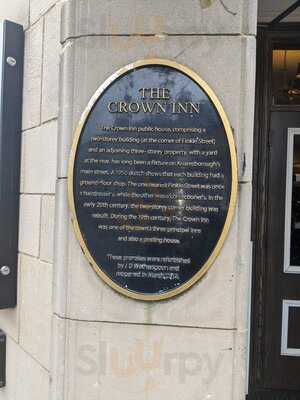 THE
CROWN INN
The Crown Inn public house, comprising a
two-storey building (at the corner of Finkle Street)
and an adjoining three-storey property, with a yard
at the rear, has long been a fixture on Knaresborough's
main street. A 1920 sketch shows that each building had a
ground-floor shop. The one nearest Finkle Street was once
a hairdresser's, while the other was a confectioner's. In the
early 20th century, the two-storey corner building was
rebuilt. During the 19th century, The Crown Inn
was one of the town's three principal inns
and also a posting house.
These premises were refurbished
by J D Wetherspoon and
reopened in
Slurrpy